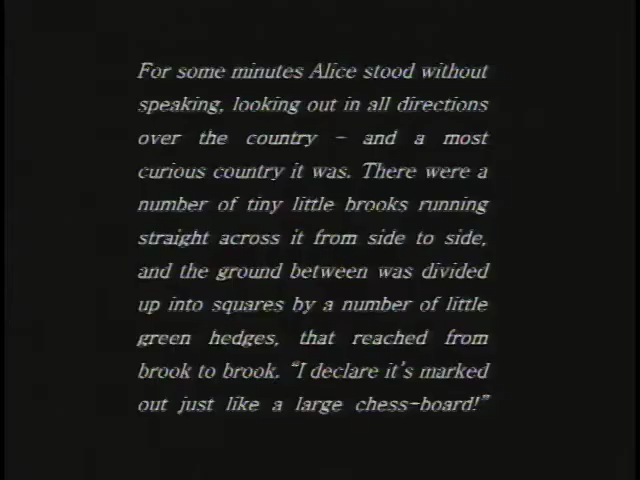 For some minutes Alice stood without
speaking, looking out in all directions
over the country – and a most
curious country it was. There were a
number of tiny little brooks running
straight across it from side to side,
and the ground between was divided
up into squares by a number of little
green hedges, that reached from
brook to brook. “I declare it's marked
out just like a large chess-board!”